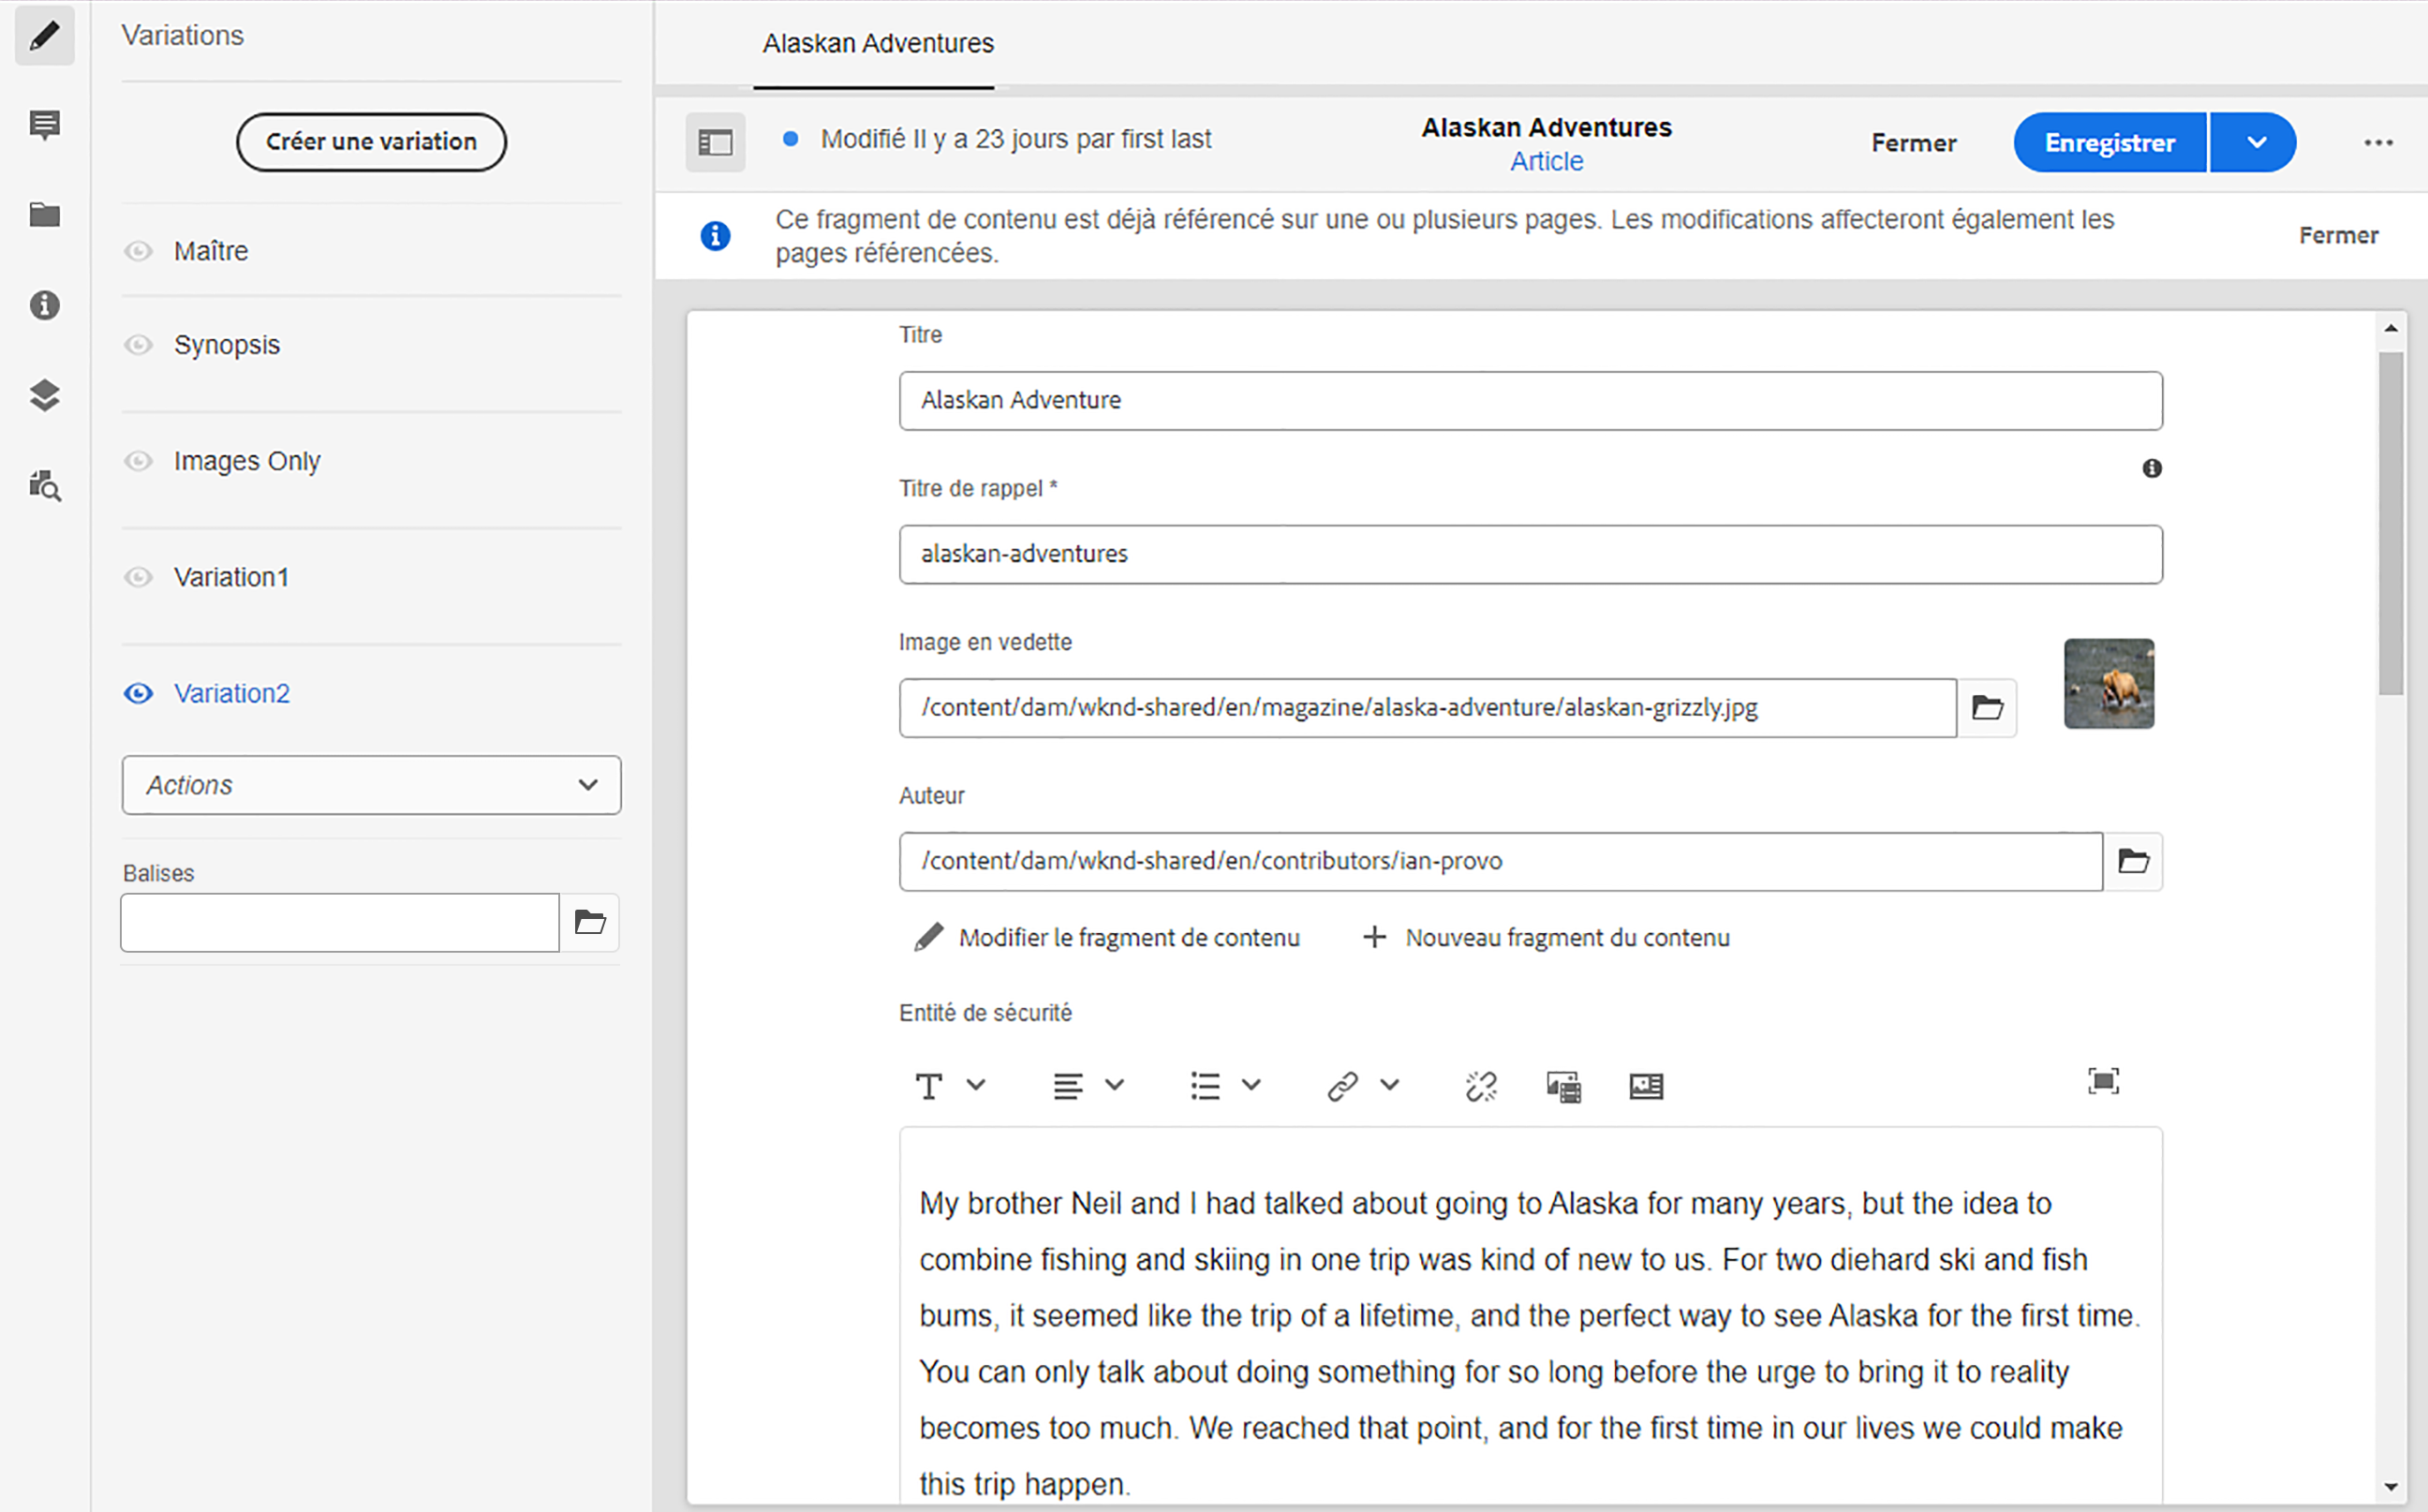 Variations
Créer une variation
Maître
Synopsis
Images Only
Variation1
Variation2
Actions
Balises
Alaskan Adventures
Modifié Il y a 23 jours par first last
Alaskan Adventures
Article
Fermer
Enregistrer
Ce fragment de contenu est déjà référencé sur une ou plusieurs pages. Les modifications affecteront également les
pages référencées.
Fermer
Titre
Alaskan Adventure
Titre de rappel *
alaskan-adventures
Image en vedette
/content/dam/wknd-shared/en/magazine/alaska-adventure/alaskan-grizzly.jpg
Auteur
/content/dam/wknd-shared/en/contributors/ian-provo
Modifier le fragment de contenu
Nouveau fragment du contenu
Entité de sécurité
My brother Neil and I had talked about going to Alaska for many years, but the idea to
combine fishing and skiing in one trip was kind of new to us. For two diehard ski and fish
bums, it seemed like the trip of a lifetime, and the perfect way to see Alaska for the first time.
You can only talk about doing something for so long before the urge to bring it to reality
becomes too much. We reached that point, and for the first time in our lives we could make
this trip happen.